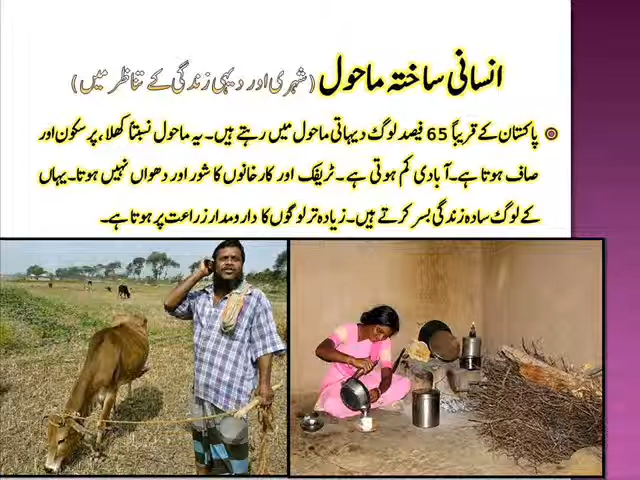 انسانی ساختہ ماحول (شہری اور دیہی زندگی کے تناظر میں)
پاکستان کے قریباً 65 فیصد لوگ دیہاتی ماحول میں رہتے ہیں۔ یہ ماحول نسبتاً کھلا، پر سکون اور
صاف ہوتا ہے۔ آبادی کم ہوتی ہے۔ ٹریفک اور کارخانوں کا شور اور دھواں نہیں ہوتا۔ یہاں
کے لوگ سادہ زندگی بسر کرتے ہیں۔ زیادہ تر لوگوں کا دارومدار زراعت پر ہوتا ہے۔